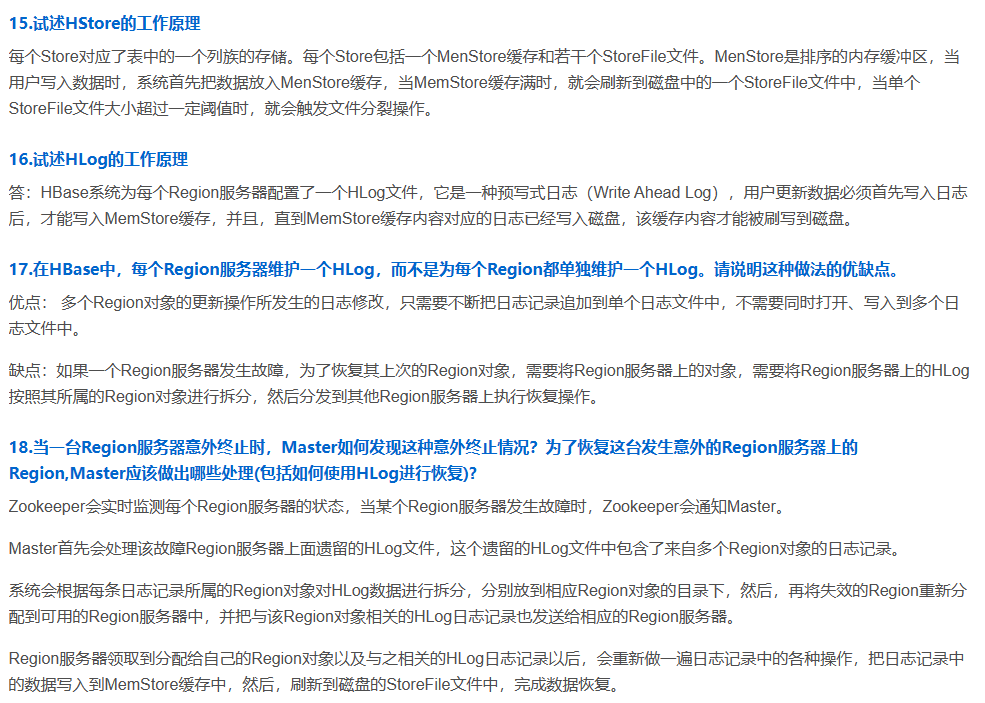 15.试述HStore的工作原理
每个Store对应了表中的一个列族的存储。每个Store包括一个MenStore缓存和若干个StoreFile文件。MenStore是排序的内存缓冲区，当
用户写入数据时，系统首先把数据放入MenStore缓存，当MemStore缓存满时，就会刷新到磁盘中的一个StoreFile文件中，当单个
StoreFile文件大小超过一定阈值时，就会触发文件分裂操作。
16.试述HLog的工作原理
答：HBase系统为每个Region服务器配置了一个HLog文件，它是一种预写式日志（Write Ahead Log），用户更新数据必须首先写入日志
后，才能写入MemStore缓存，并且，直到MemStore缓存内容对应的日志已经写入磁盘，该缓存内容才能被刷写到磁盘。
17.在HBase中，每个Region服务器维护一个HLog，而不是为每个Region都单独维护一个HLog。请说明这种做法的优缺点。
优点： 多个Region对象的更新操作所发生的日志修改，只需要不断把日志记录追加到单个日志文件中，不需要同时打开、写入到多个日
志文件中。
缺点：如果一个Region服务器发生故障，为了恢复其上次的Region对象，需要将Region服务器上的对象，需要将Region服务器上的HLog
按照其所属的Region对象进行拆分，然后分发到其他Region服务器上执行恢复操作。
18.当一台Region服务器意外终止时，Master如何发现这种意外终止情况？为了恢复这台发生意外的Region服务器上的
Region,Master应该做出哪些处理(包括如何使用HLog进行恢复)？
Zookeeper会实时监测每个Region服务器的状态，当某个Region服务器发生故障时，Zookeeper会通知Master。
Master首先会处理该故障Region服务器上面遗留的HLog文件，这个遗留的HLog文件中包含了来自多个Region对象的日志记录。
系统会根据每条日志记录所属的Region对象对HLog数据进行拆分，分别放到相应Region对象的目录下，然后，再将失效的Region重新分
配到可用的Region服务器中，并把与该Region对象相关的HLog日志记录也发送给相应的Region服务器。
Region服务器领取到分配给自己的Region对象以及与之相关的HLog日志记录以后，会重新做一遍日志记录中的各种操作，把日志记录中
的数据写入到MemStore缓存中，然后，刷新到磁盘的StoreFile文件中，完成数据恢复。